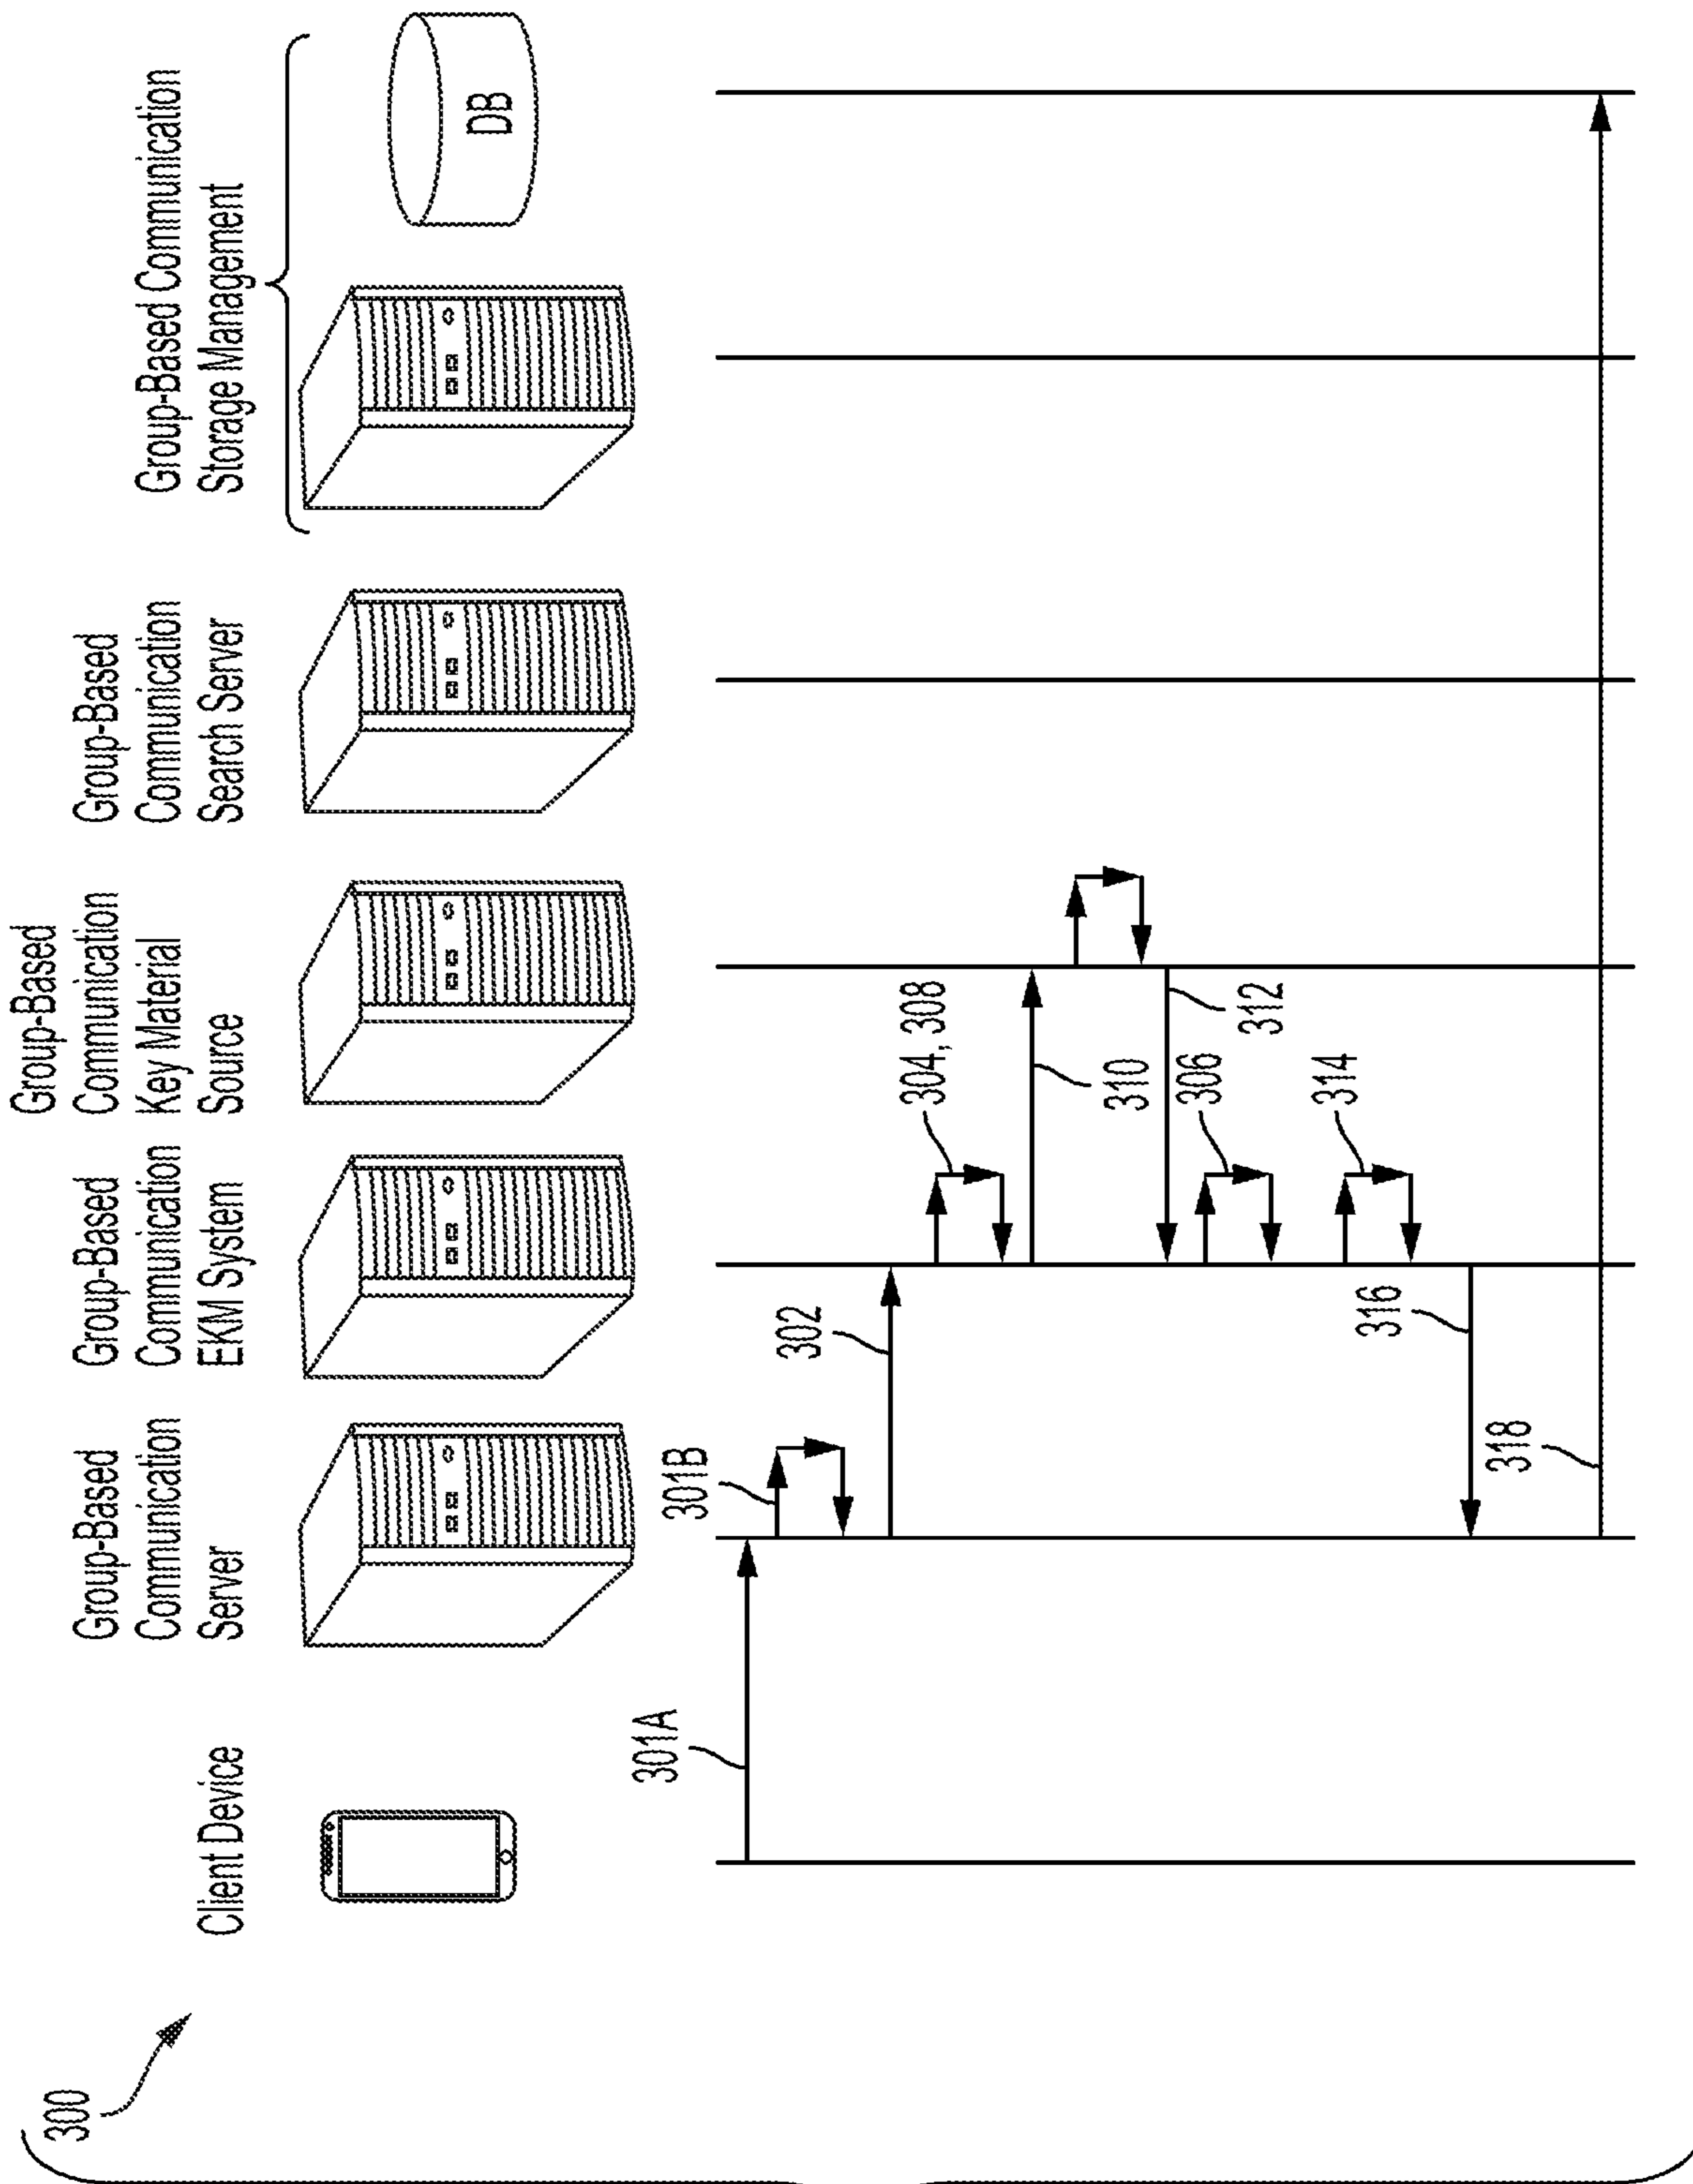 300
Client Device
Group-Based
Communication
Server
Group-Based
Communication
EKM System
Group-Based
Communication
Key Material
Source
Group-Based
Communication
Search Server
Group-Based Communication
Storage Management
DB
301A
301B
302
304, 308
310
312
306
314
316
318